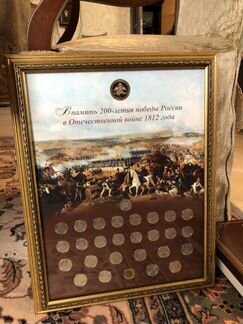 В память 200-летия победы России
в Отечественной войне 1812 года